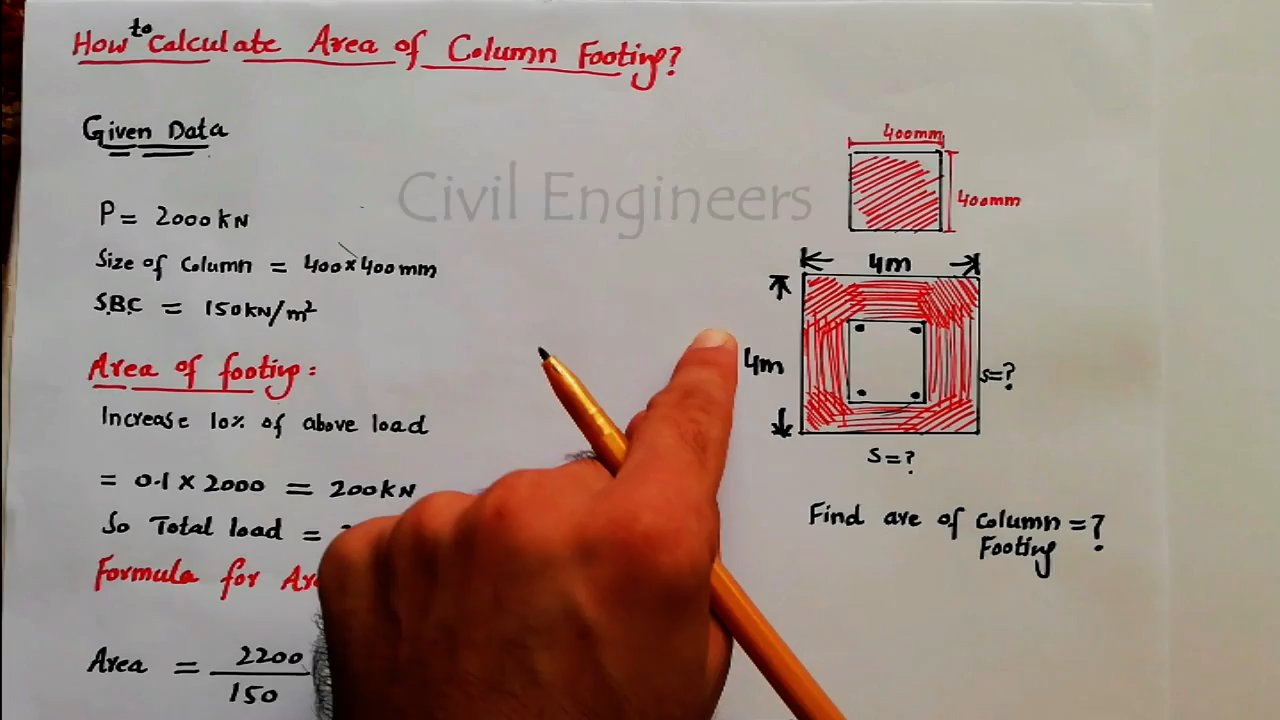 How to Calculate Area of Column Footing?
Given Data
Civil Engineers
P = 2000 kN
Size of Column = 400 × 400 mm
S.B.C = 150 kN/m²
Area of footing:
Increase 10% of above load
= 0.1 × 2000 = 200 kN
So Total load =
Formula for
Area = 2200
150
400mm
400mm
4m
4m
S=?
S=?
Find are of column = ?
Footing